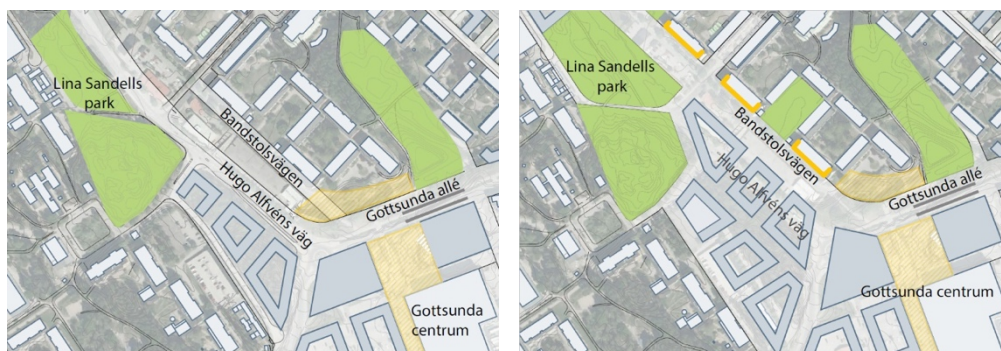 Lina Sandells
park
Bandstolsvägen
Hugo Alfvéns väg
Gottsunda allé
Gottsunda
centrum
Lina Sandells
park
Bandstolsvägen
Hugo Alfvéns väg
Gottsunda allé
Gottsunda centrum